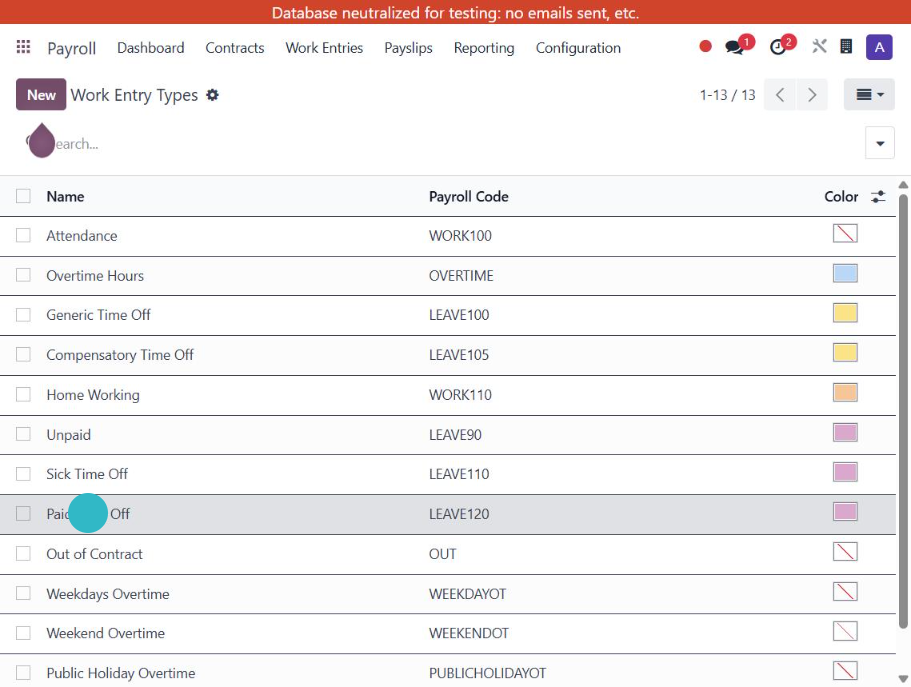 Database neutralized for testing: no emails sent, etc.
Payroll Dashboard Contracts Work Entries Payslips Reporting Configuration 1 2 A
New Work Entry Types 1-13 / 13
earch...
Name Payroll Code Color
Attendance WORK100
Overtime Hours OVERTIME
Generic Time Off LEAVE100
Compensatory Time Off LEAVE105
Home Working WORK110
Unpaid LEAVE90
Sick Time Off LEAVE110
Off LEAVE120
Out of Contract OUT
Weekdays Overtime WEEKDAYOT
Weekend Overtime WEEKENDOT
Public Holiday Overtime PUBLICHOLIDAYOT